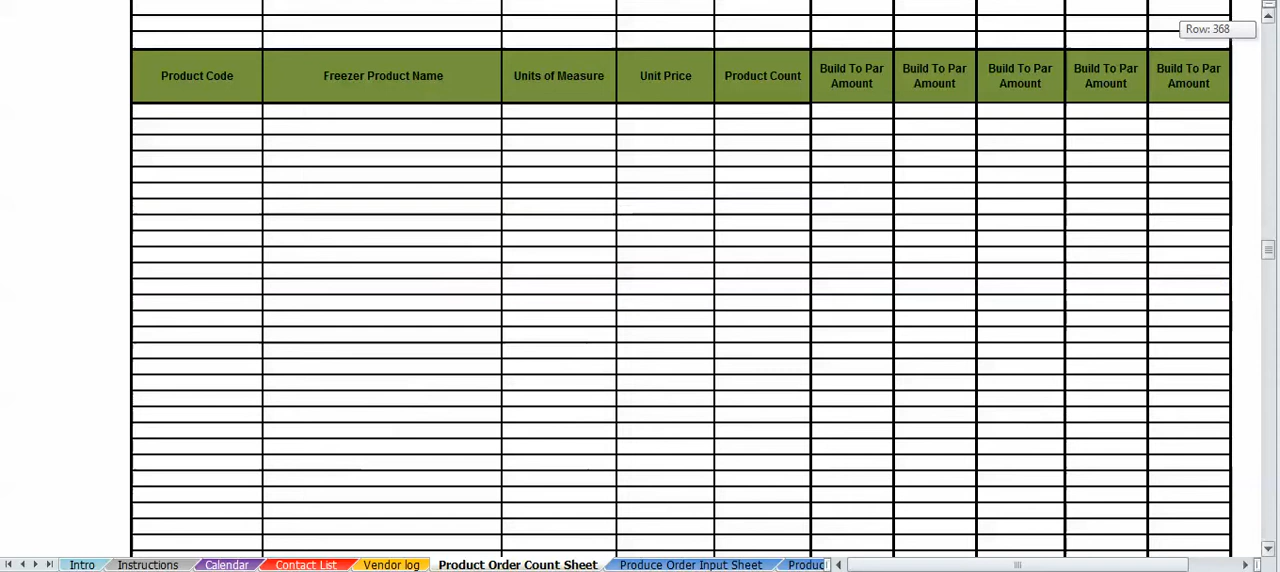 Row: 368
Product Code Freezer Product Name Units of Measure Unit Price Product Count Build To Par Amount Build To Par Amount Build To Par Amount Build To Par Amount Build To Par Amount
Intro Instructions Calendar Contact List Vendor log Product Order Count Sheet Produce Order Input Sheet Produc